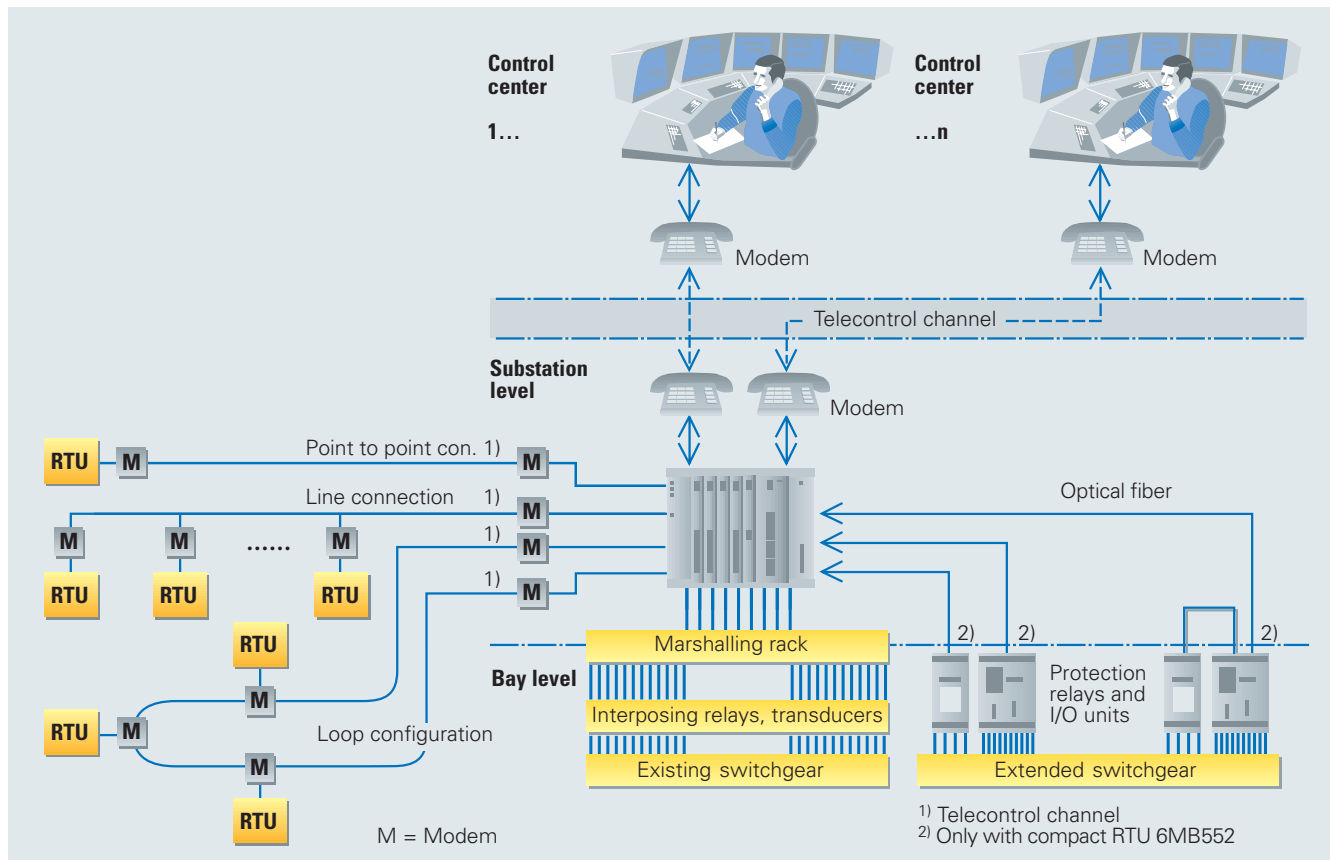 Control
center
1...
Control
center
...n
Modem
Modem
Telecontrol channel
Substation
level
Modem
RTU
M
Point to point con. 1)
M
Line connection
1)
M
M
M
......
M
RTU
RTU
RTU
1)
M
1)
M
Optical fiber
RTU
M
RTU
M
Loop configuration
M
RTU
M = Modem
Marshalling rack
Bay level
Interposing relays, transducers
Existing switchgear
2)
2)
2)
Protection
relays and
I/O units
Extended switchgear
1) Telecontrol channel
2) Only with compact RTU 6MB552